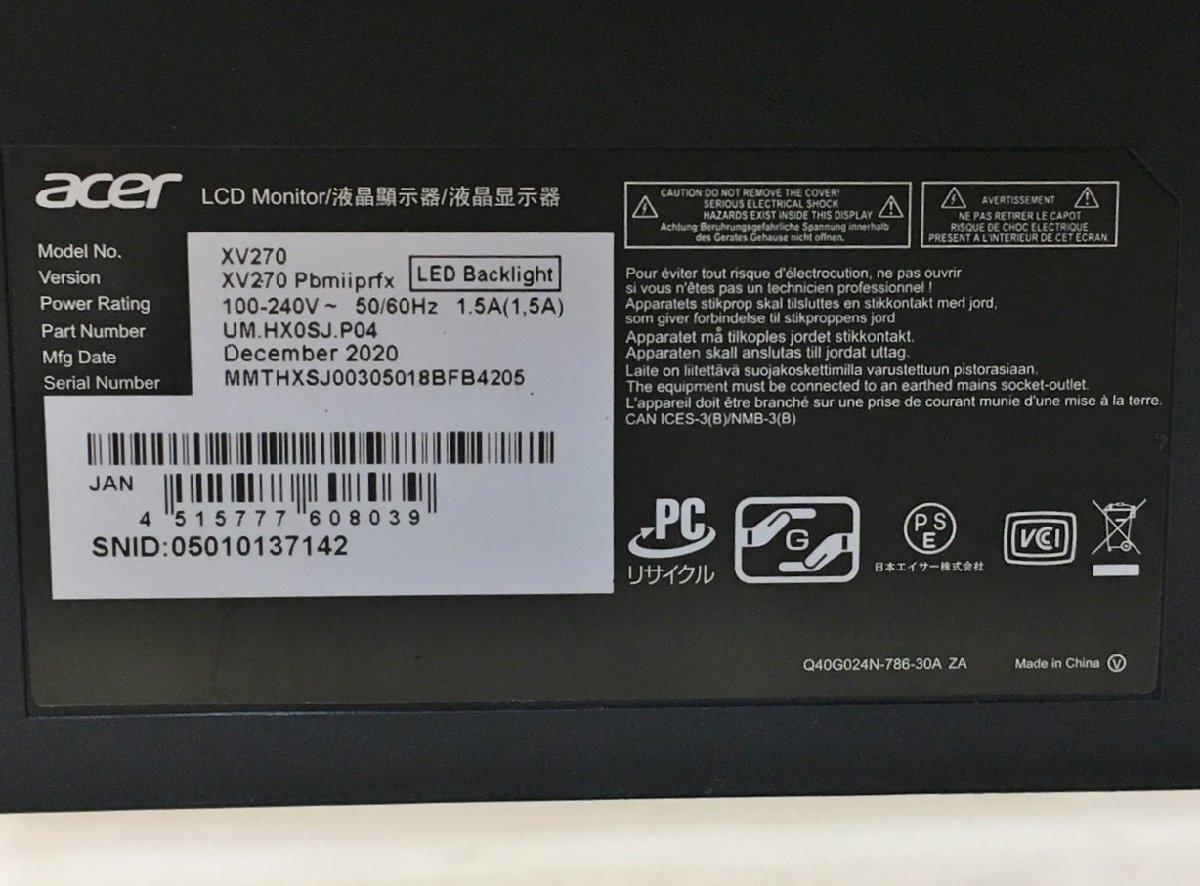 acer LCD Monitor/液晶顯示器/液晶显示器
Model No. XV270
Version XV270 Pbmiiprfx
LED Backlight
Power Rating 100-240V~ 50/60Hz 1.5A(1,5A)
Part Number UM.HX0SJ.P04
Mfg Date December 2020
Serial Number MMTHXSJ00305018BFB4205
JAN
4 515777 608039
SNID:05010137142
CAUTION:DO NOT REMOVE THE COVER!
SERIOUS ELECTRICAL SHOCK
HAZARDS EXIST INSIDE THIS DISPLAY
Achtung:Beruhrungsgefahrliche Spannung innerhalb
des Gerates Gehause nicht offnen.
AVERTISSEMENT
NE PAS RETIRER LE CAPOT
RISQUE DE CHOC ELECTRIQUE
PRESENT A L'INTERIEUR DE CET ECRAN.
Pour éviter tout risque d'électrocution, ne pas ouvrir
si vous n'êtes pas un technicien professionnel !
Apparatets stikprop skal tilsluttes en stikkontakt med jord,
som giver forbindelse til stikproppens jord
Apparatet må tilkoples jordet stikkontakt.
Apparaten skall anslutas till jordat uttag.
Laite on liitettävä suojakoskettimilla varustettuun pistorasiaan.
The equipment must be connected to an earthed mains socket-outlet.
L'appareil doit être branché sur une prise de courant munie d'une mise à la terre.
CAN ICES-3(B)/NMB-3(B)
PC
リサイクル
G
PSE
日本エイサー株式会社
VCI
Q40G024N-786-30A ZA
Made in China V